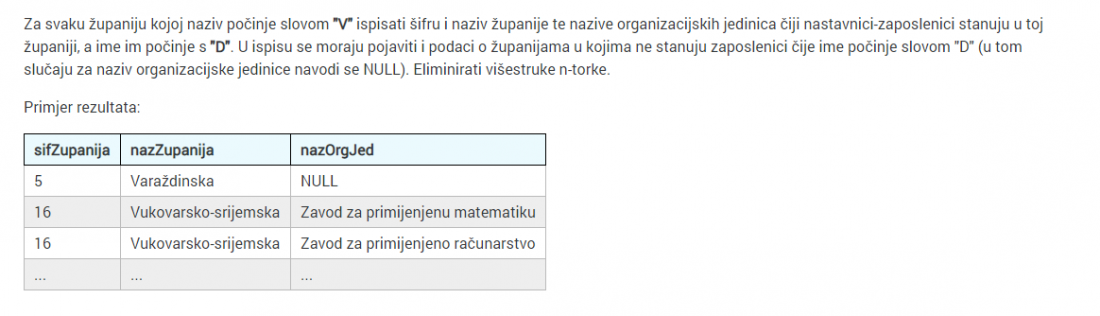 Za svaku županiju kojoj naziv počinje slovom "V" ispisati šifru i naziv županije te nazive organizacijskih jedinica čiji nastavnici-zaposlenici stanuju u toj
županiji, a ime im počinje s "D". U ispisu se moraju pojaviti i podaci o županijama u kojima ne stanuju zaposlenici čije ime počinje slovom "D" (u tom
slučaju za naziv organizacijske jedinice navodi se NULL). Eliminirati višestruke n-torke.
Primjer rezultata:
sifZupanija nazZupanija nazOrgJed
5 Varaždinska NULL
16 Vukovarsko-srijemska Zavod za primijenjenu matematiku
16 Vukovarsko-srijemska Zavod za primijenjeno računarstvo
... ... ...